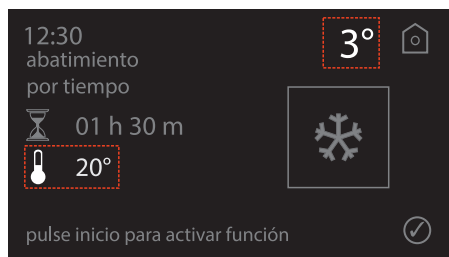 12:30
3°
abatimiento
por tiempo
01 h 30 m
20°
pulse inicio para activar función